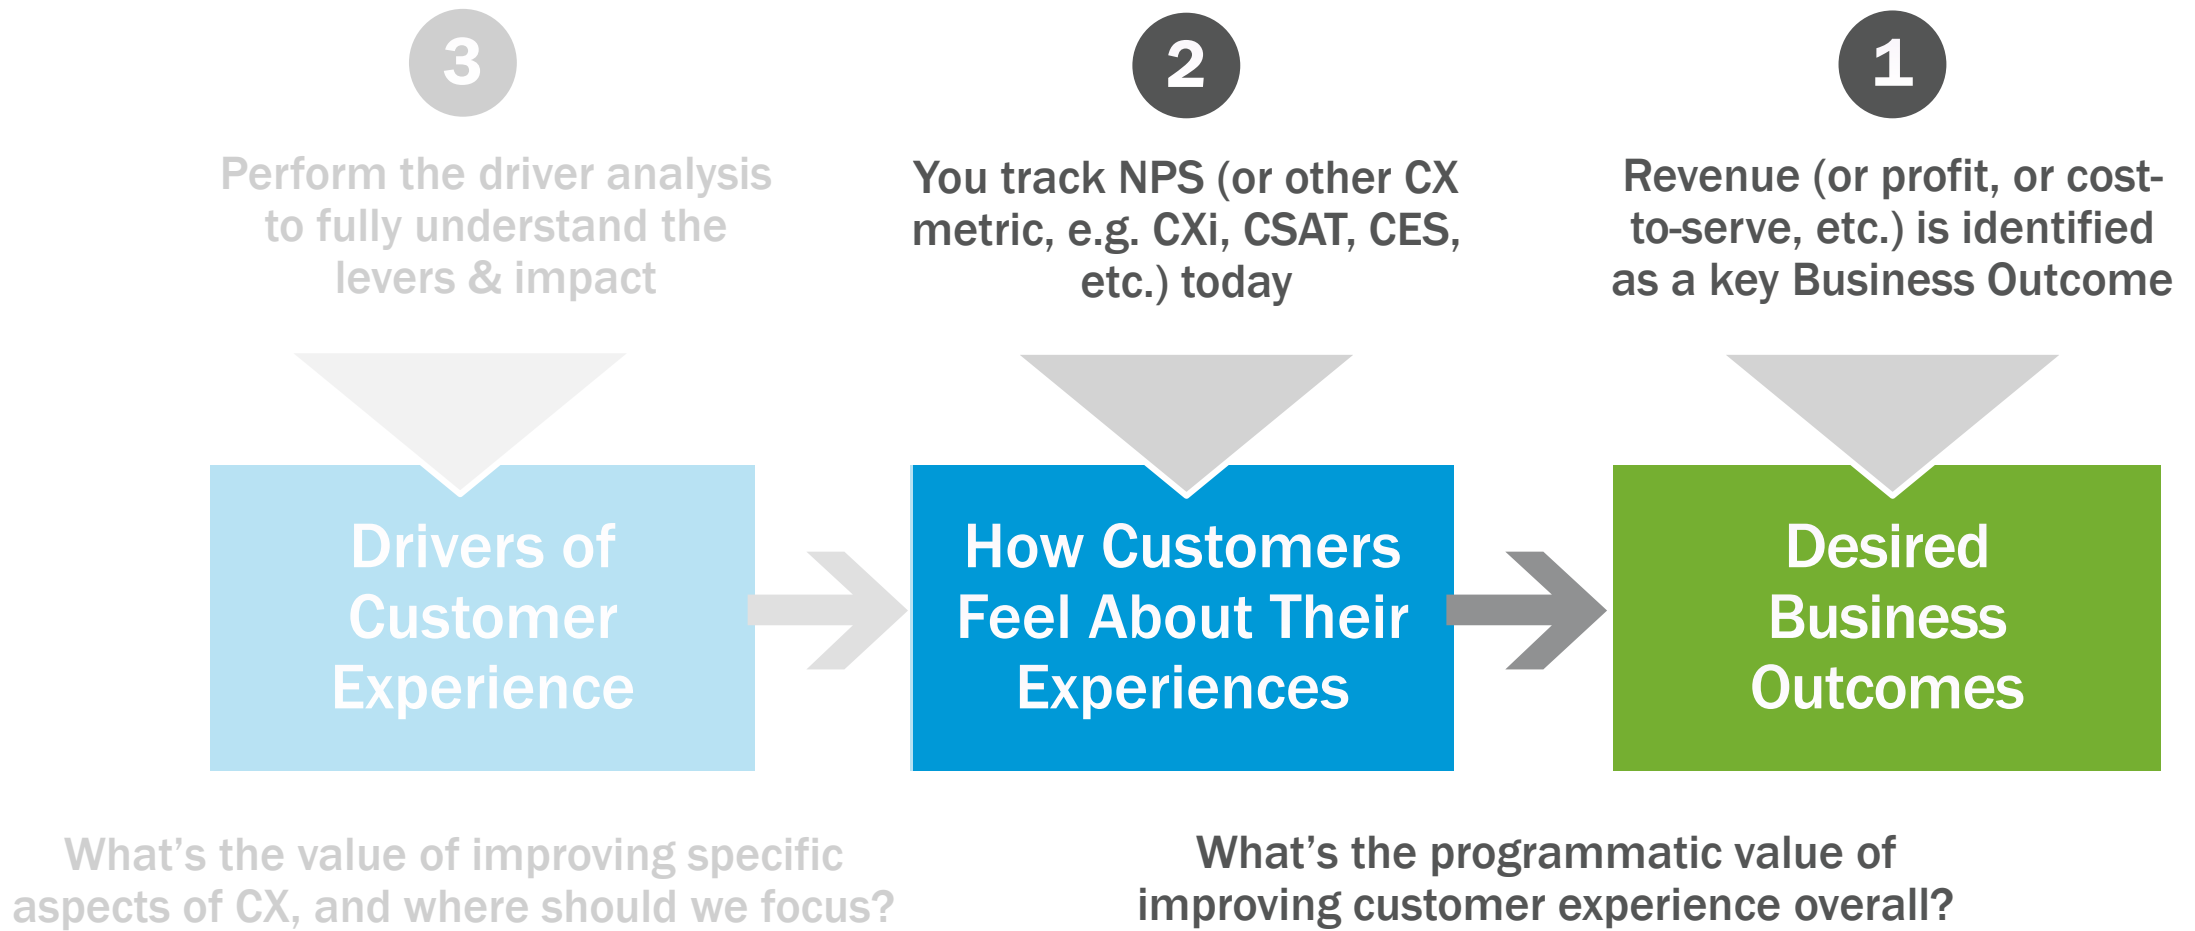 3
Perform the driver analysis
to fully understand the
levers & impact
2
You track NPS (or other CX
metric, e.g. CXi, CSAT, CES,
etc.) today
1
Revenue (or profit, or cost-
to-serve, etc.) is identified
as a key Business Outcome
Drivers of
Customer
Experience
How Customers
Feel About Their
Experiences
Desired
Business
Outcomes
What’s the value of improving specific
aspects of CX, and where should we focus?
What’s the programmatic value of
improving customer experience overall?